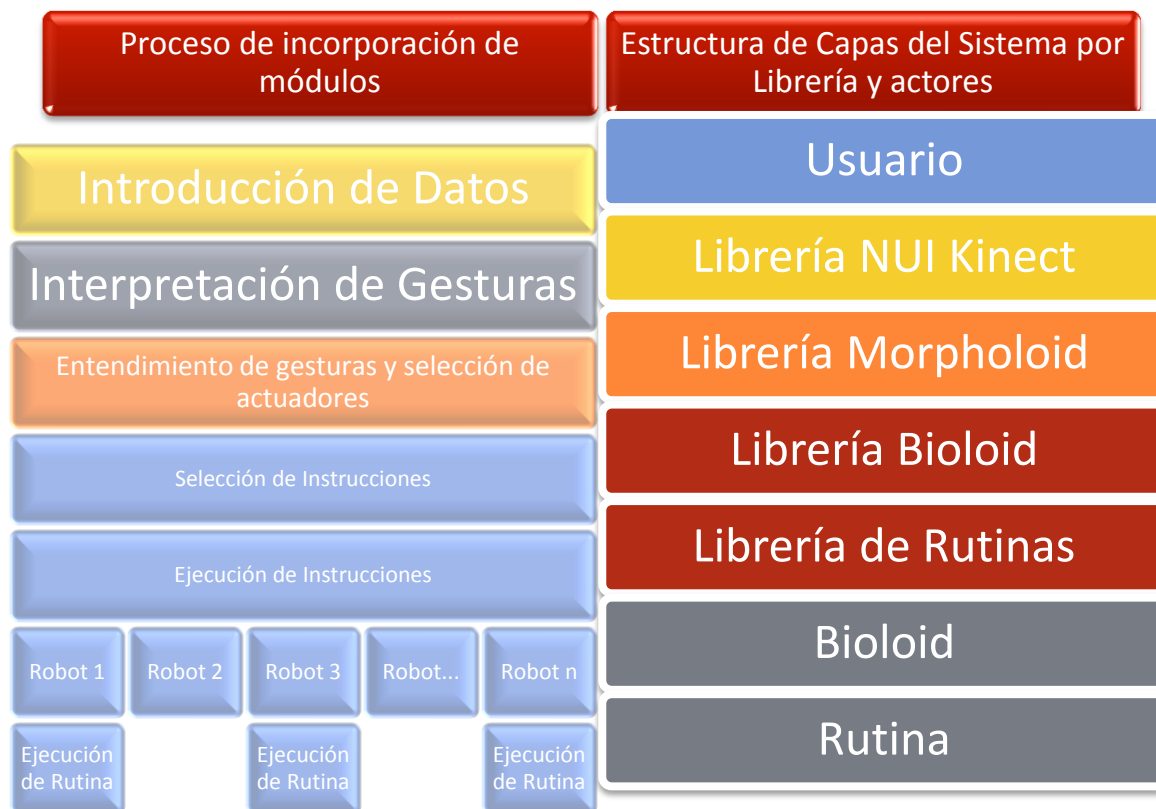 Proceso de incorporación de
módulos
Introducción de Datos
Interpretación de Gesturas
Entendimiento de gesturas y selección de
actuadores
Selección de Instrucciones
Ejecución de Instrucciones
Robot 1
Robot 2
Robot 3
Robot...
Robot n
Ejecución
de Rutina
Ejecución
de Rutina
Ejecución
de Rutina
Estructura de Capas del Sistema por
Librería y actores
Usuario
Librería NUI Kinect
Librería Morpholoid
Librería Bioloid
Librería de Rutinas
Bioloid
Rutina